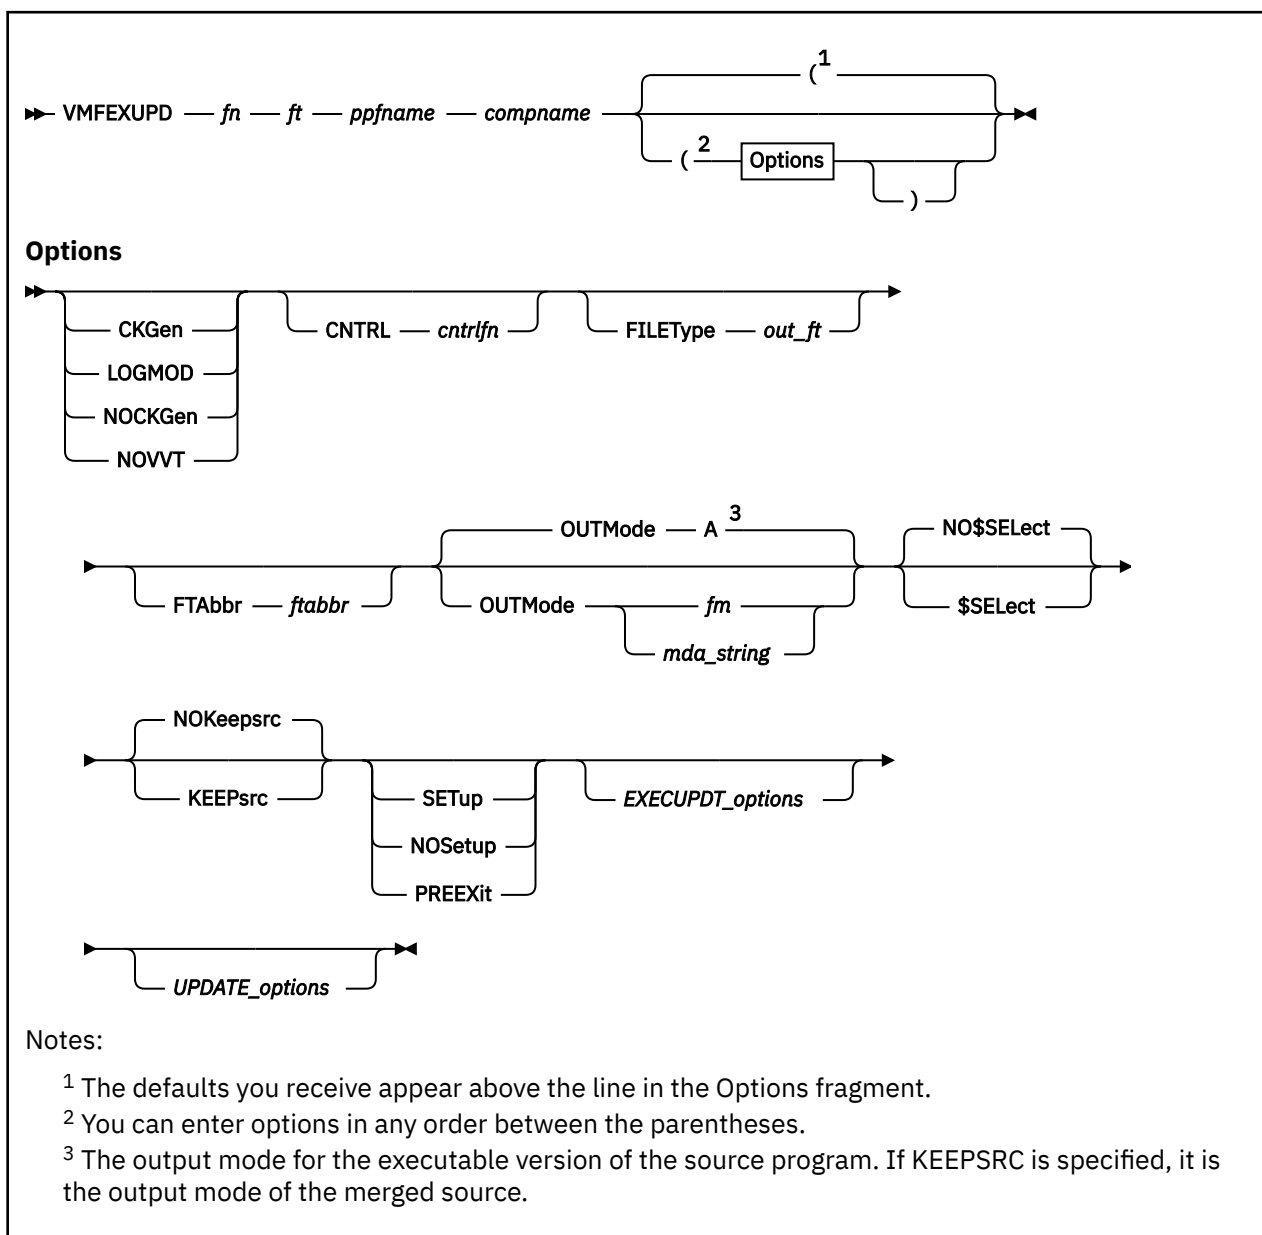 (1
VMFEXUPD fn ft ppfname compname
(2 Options
)
Options
CKGen CNTRL cntrlfn FILEType out_ft
LOGMOD
NOCKGen
NOVVT
OUTMode A 3 NO$SELect
FTAbbr ftabbr OUTMode fm $SELect
mda_string
NOKeepsrc
KEEPsrc SETup EXECUPDT_options
NOSetup
PREEXit
UPDATE_options
Notes:
1 The defaults you receive appear above the line in the Options fragment.
2 You can enter options in any order between the parentheses.
3 The output mode for the executable version of the source program. If KEEPSRC is specified, it is
the output mode of the merged source.